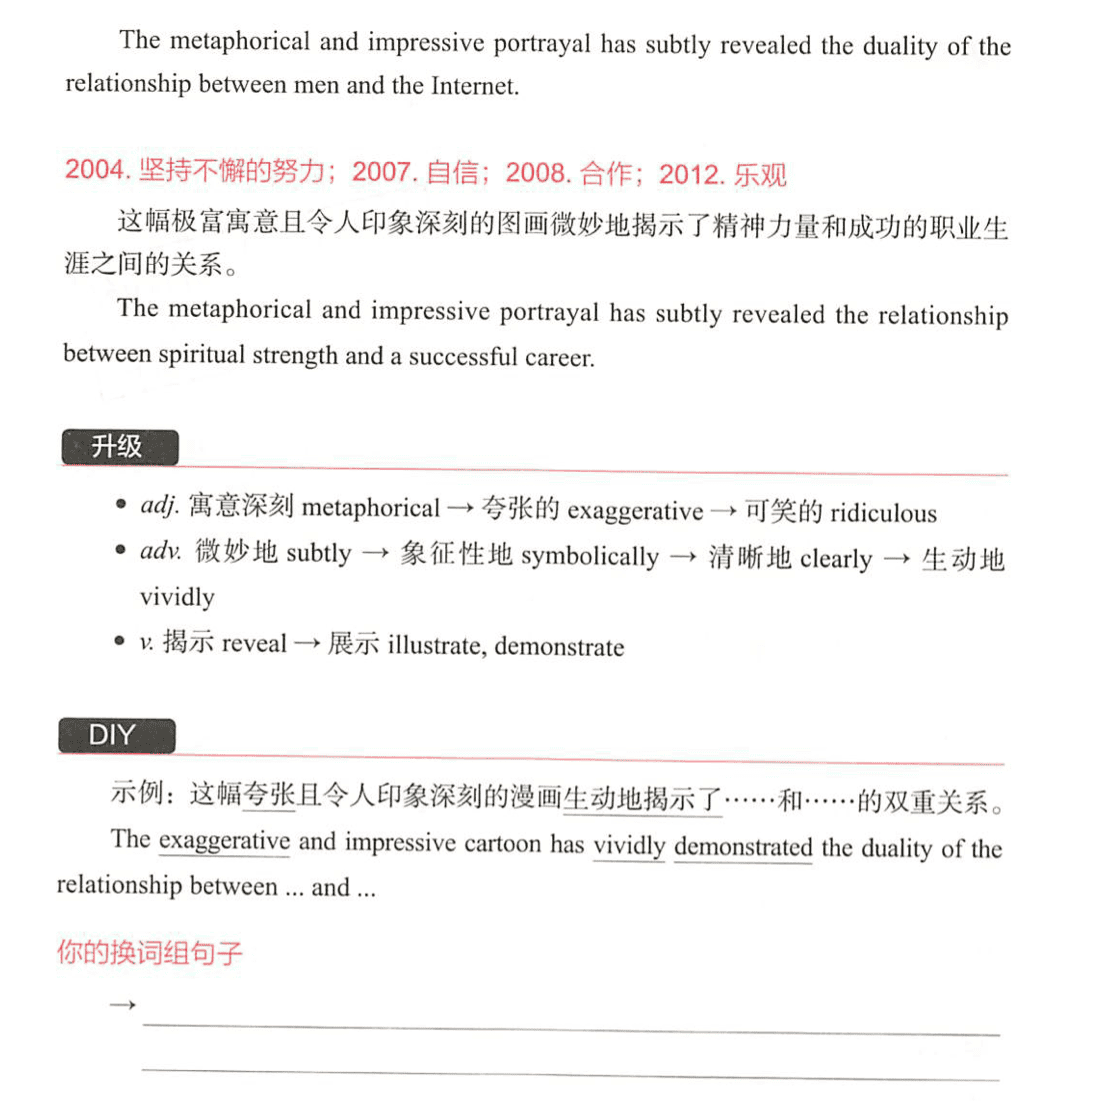 The metaphorical and impressive portrayal has subtly revealed the duality of the
relationship between men and the Internet.
2004. 坚持不懈的努力；2007. 自信；2008. 合作；2012. 乐观
这幅极富寓意且令人印象深刻的图画微妙地揭示了精神力量和成功的职业生
涯之间的关系。
The metaphorical and impressive portrayal has subtly revealed the relationship
between spiritual strength and a successful career.
升级
• adj. 寓意深刻 metaphorical → 夸张的 exaggerative → 可笑的 ridiculous
• adv. 微妙地 subtly → 象征性地 symbolically → 清晰地 clearly → 生动地
vividly
• v. 揭示 reveal → 展示 illustrate, demonstrate
DIY
示例：这幅夸张且令人印象深刻的漫画生动地揭示了……和……的双重关系。
The exaggerative and impressive cartoon has vividly demonstrated the duality of the
relationship between ... and ...
你的换词组句子
→